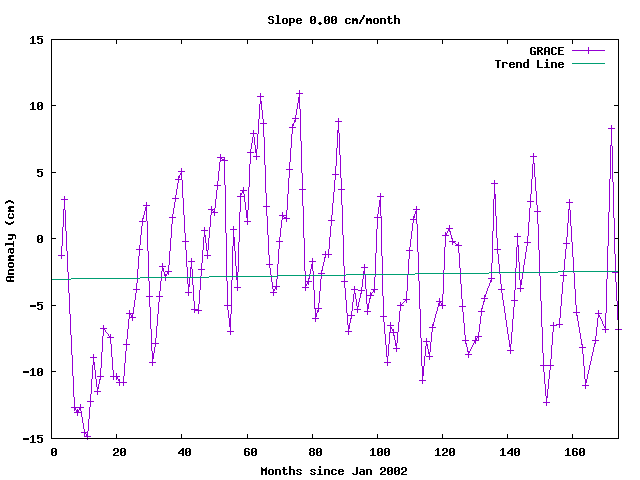 Slope 0.00 cm/month
GRACE
Trend Line
15
10
5
0
-5
-10
-15
Anomaly (cm)
0 20 40 60 80 100 120 140 160
Months since Jan 2002